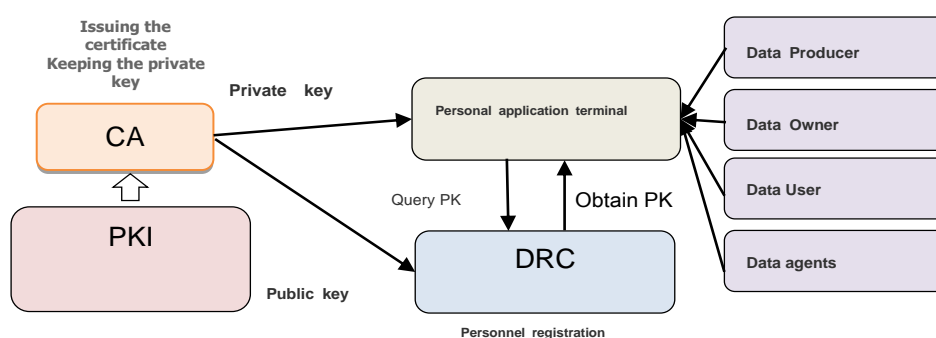 Issuing the
certificate
Keeping the private
key
CA
PKI
Private key
Public key
Personal application terminal
Query PK
Obtain PK
DRC
Personnel registration
Data Producer
Data Owner
Data User
Data agents